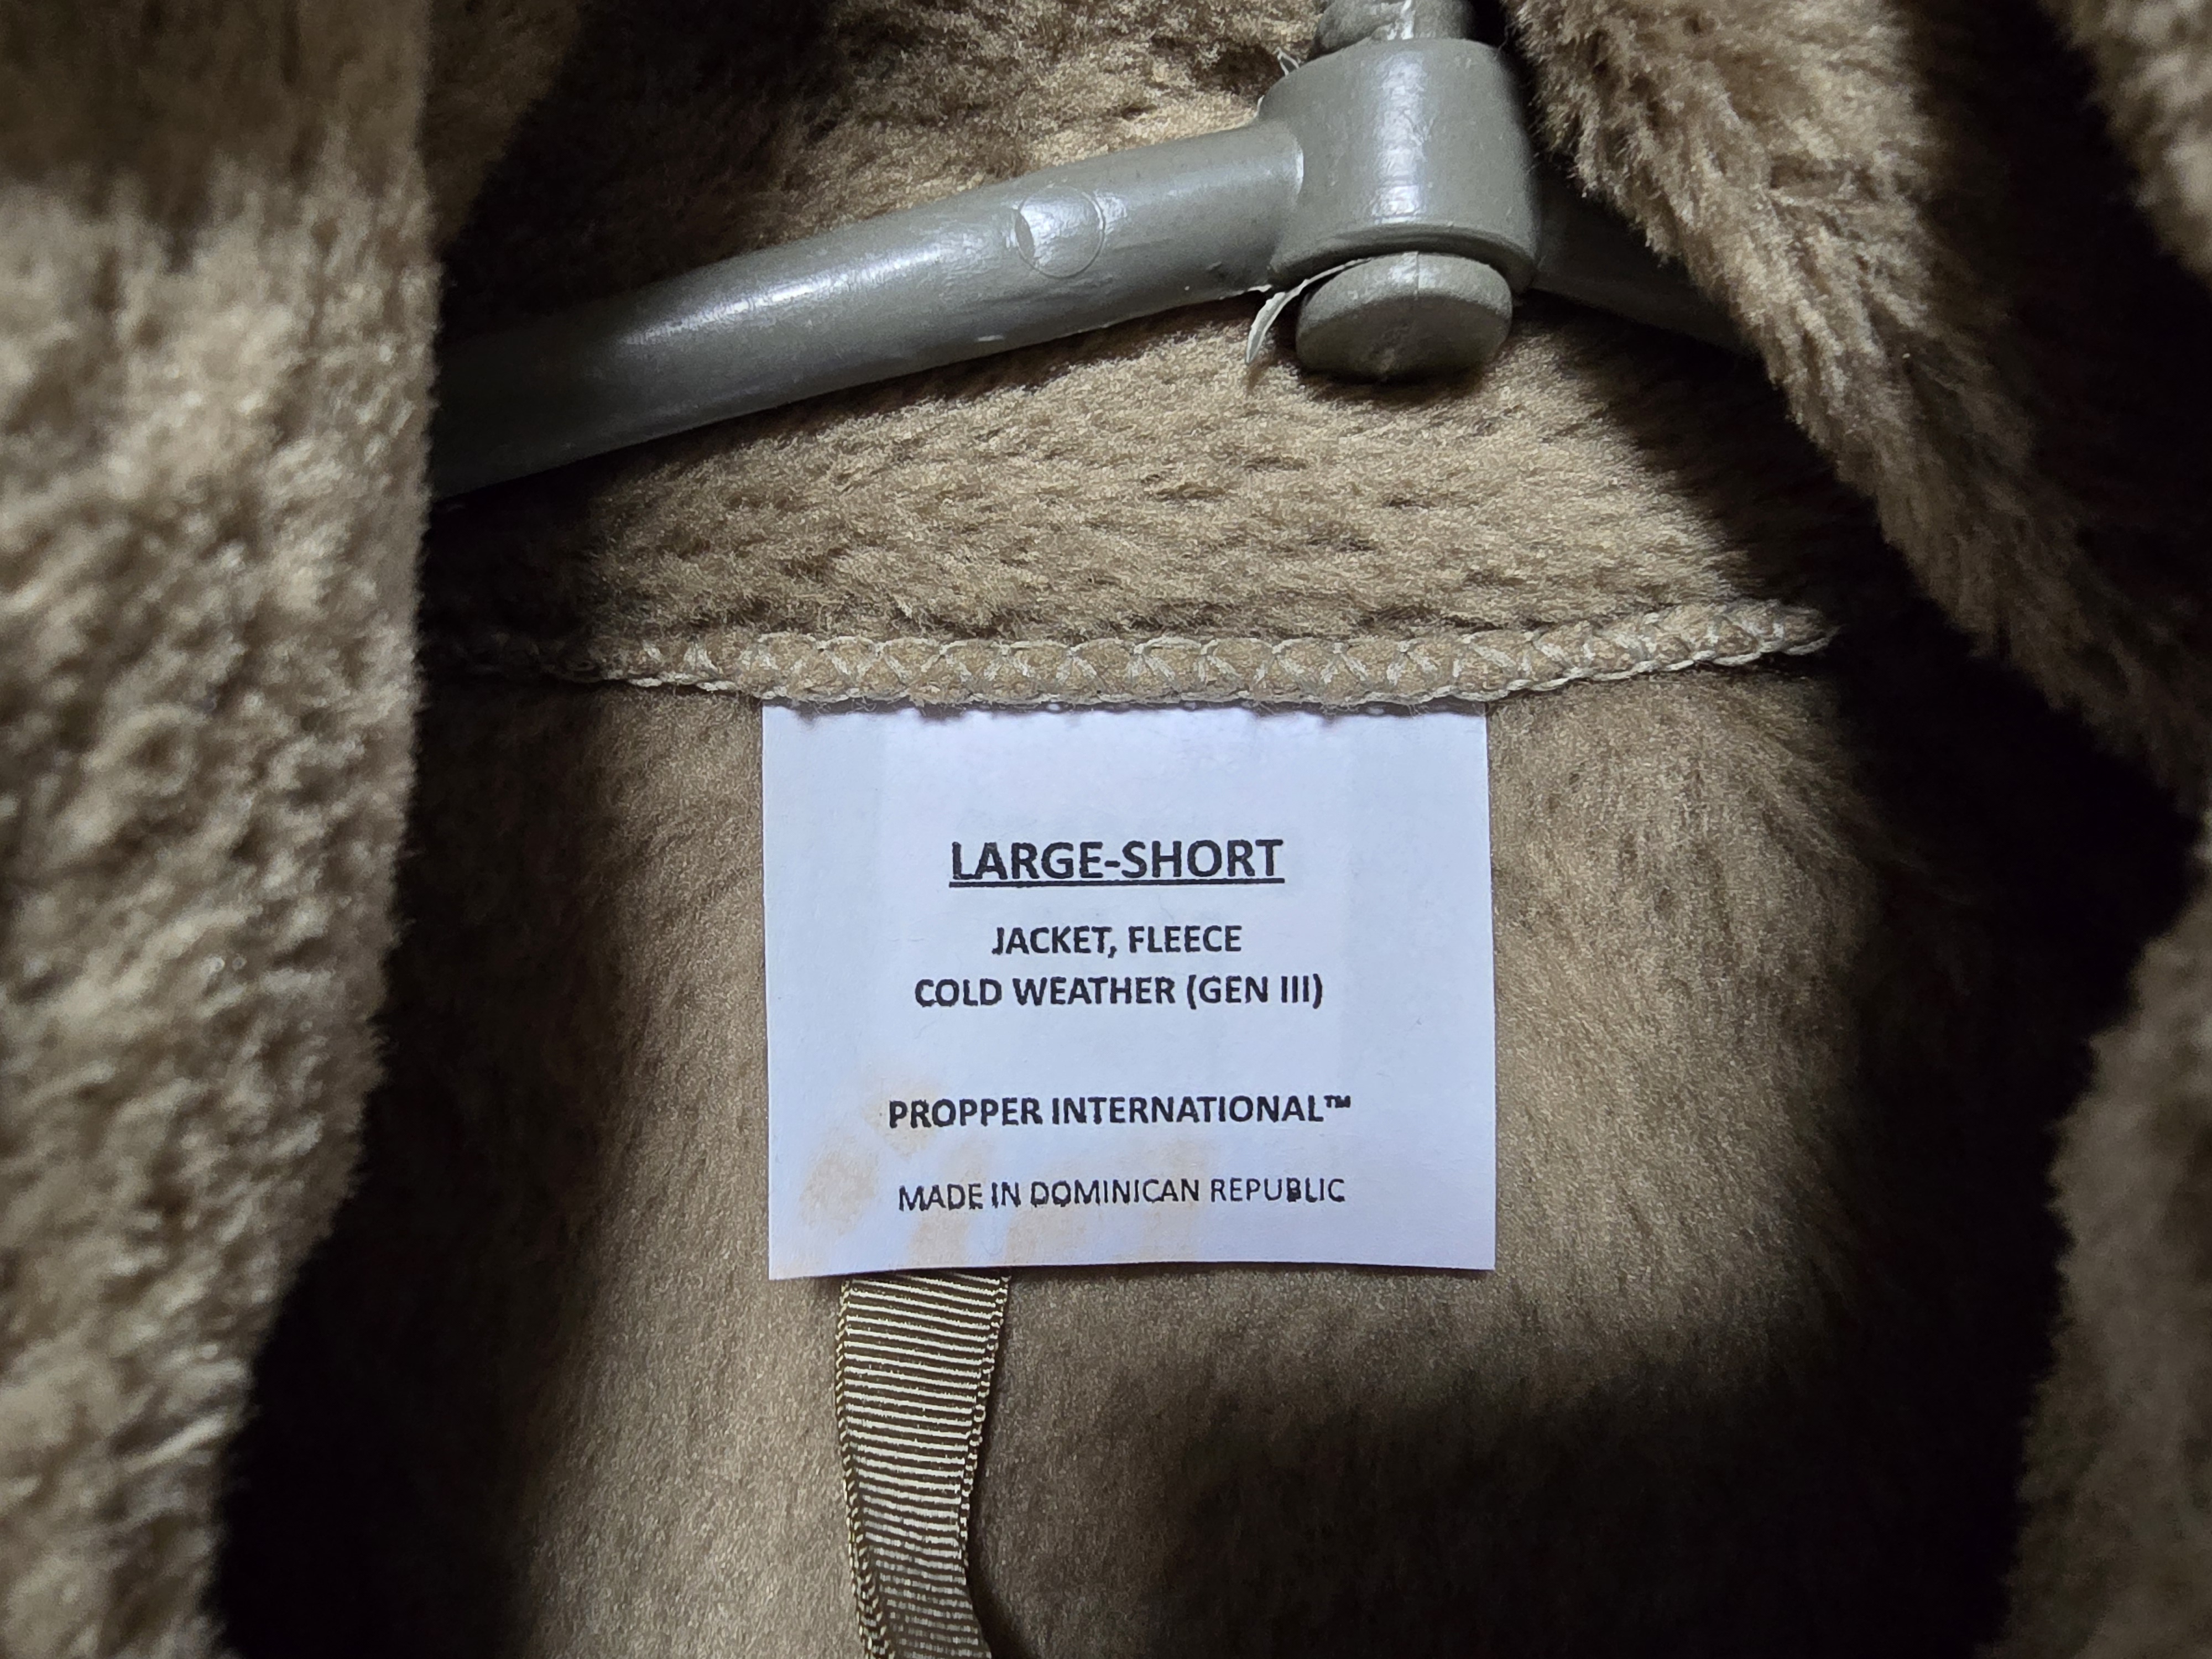 LARGE-SHORT
JACKET, FLEECE
COLD WEATHER (GEN III)
PROPPER INTERNATIONAL™
MADE IN DOMINICAN REPUBLIC